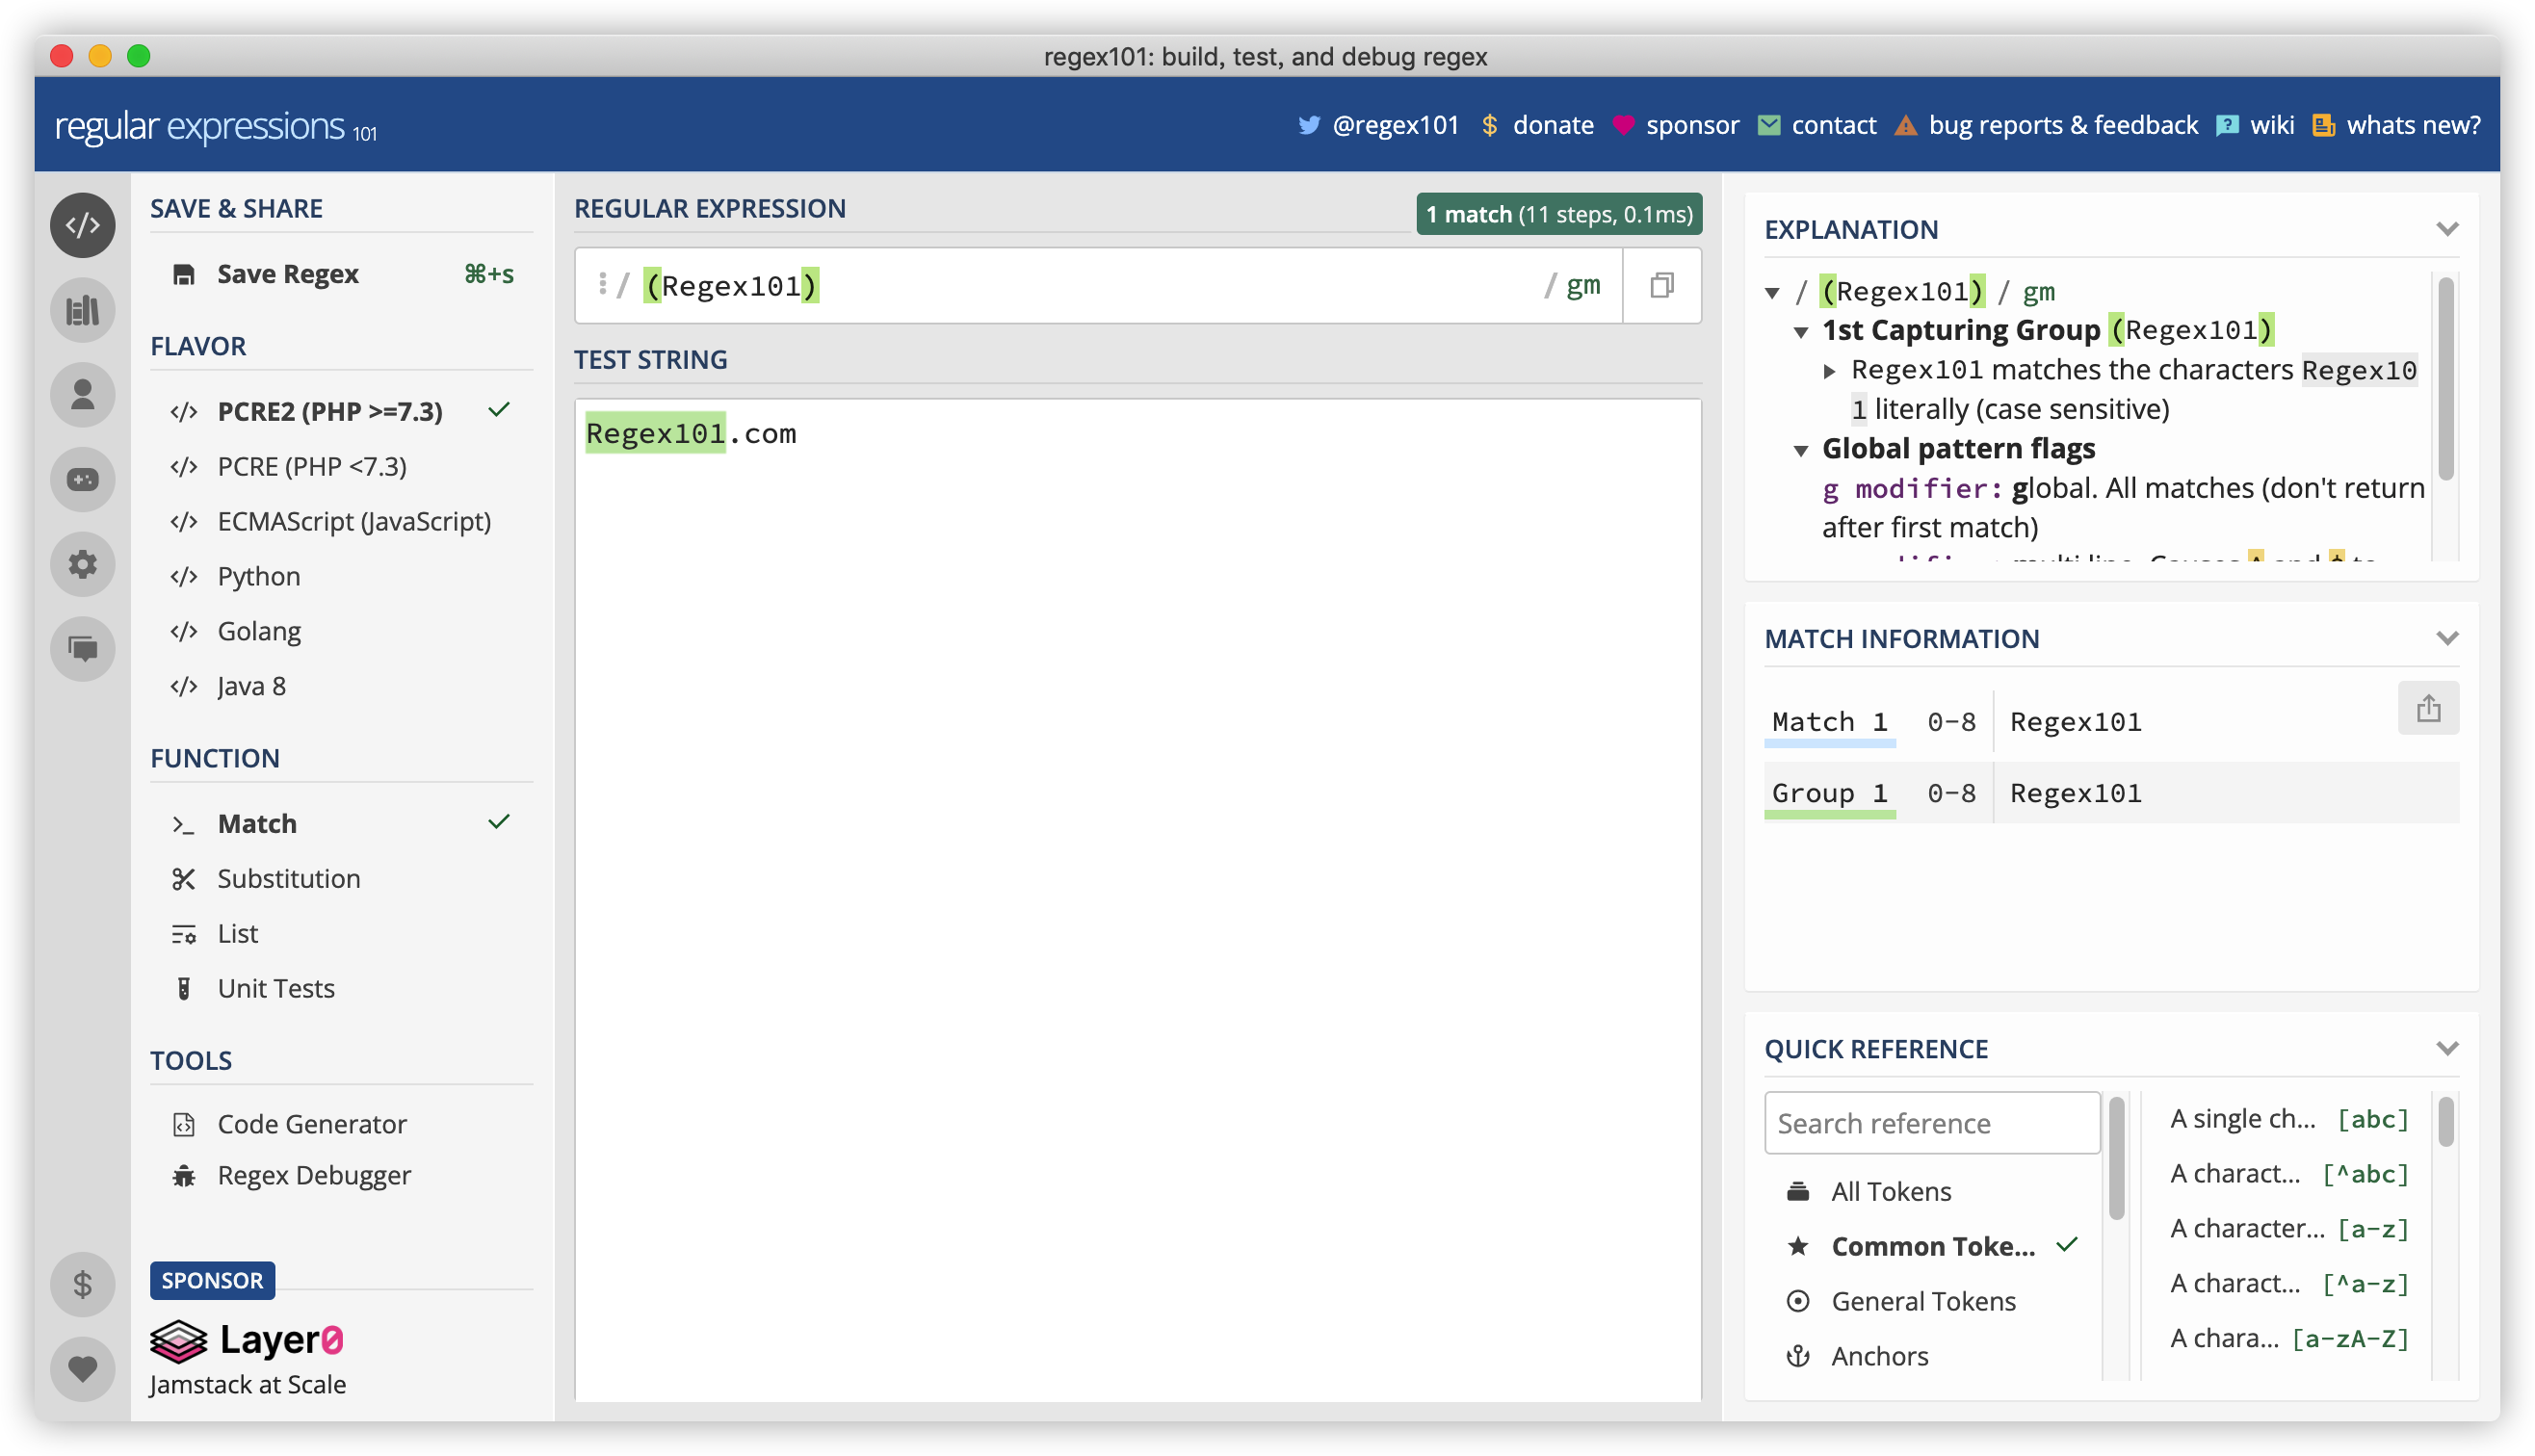 regex101: build, test, and debug regex
regular expressions 101
@regex101 $ donate sponsor contact bug reports & feedback wiki whats new?
SAVE & SHARE
Save Regex ⌘+s
FLAVOR
</> PCRE2 (PHP >=7.3)
</> PCRE (PHP <7.3)
</> ECMAScript (JavaScript)
</> Python
</> Golang
</> Java 8
FUNCTION
Match
Substitution
List
Unit Tests
TOOLS
Code Generator
Regex Debugger
SPONSOR
Layer0
Jamstack at Scale
REGULAR EXPRESSION
1 match (11 steps, 0.1ms)
/ (Regex101) / gm
TEST STRING
Regex101.com
EXPLANATION
/ (Regex101) / gm
1st Capturing Group (Regex101)
Regex101 matches the characters Regex10
1 literally (case sensitive)
Global pattern flags
g modifier: global. All matches (don't return
after first match)
MATCH INFORMATION
Match 1 0-8 Regex101
Group 1 0-8 Regex101
QUICK REFERENCE
Search reference
All Tokens
Common Toke...
General Tokens
Anchors
A single ch... [abc]
A charact... [^abc]
A character... [a-z]
A charact... [^a-z]
A chara... [a-zA-Z]